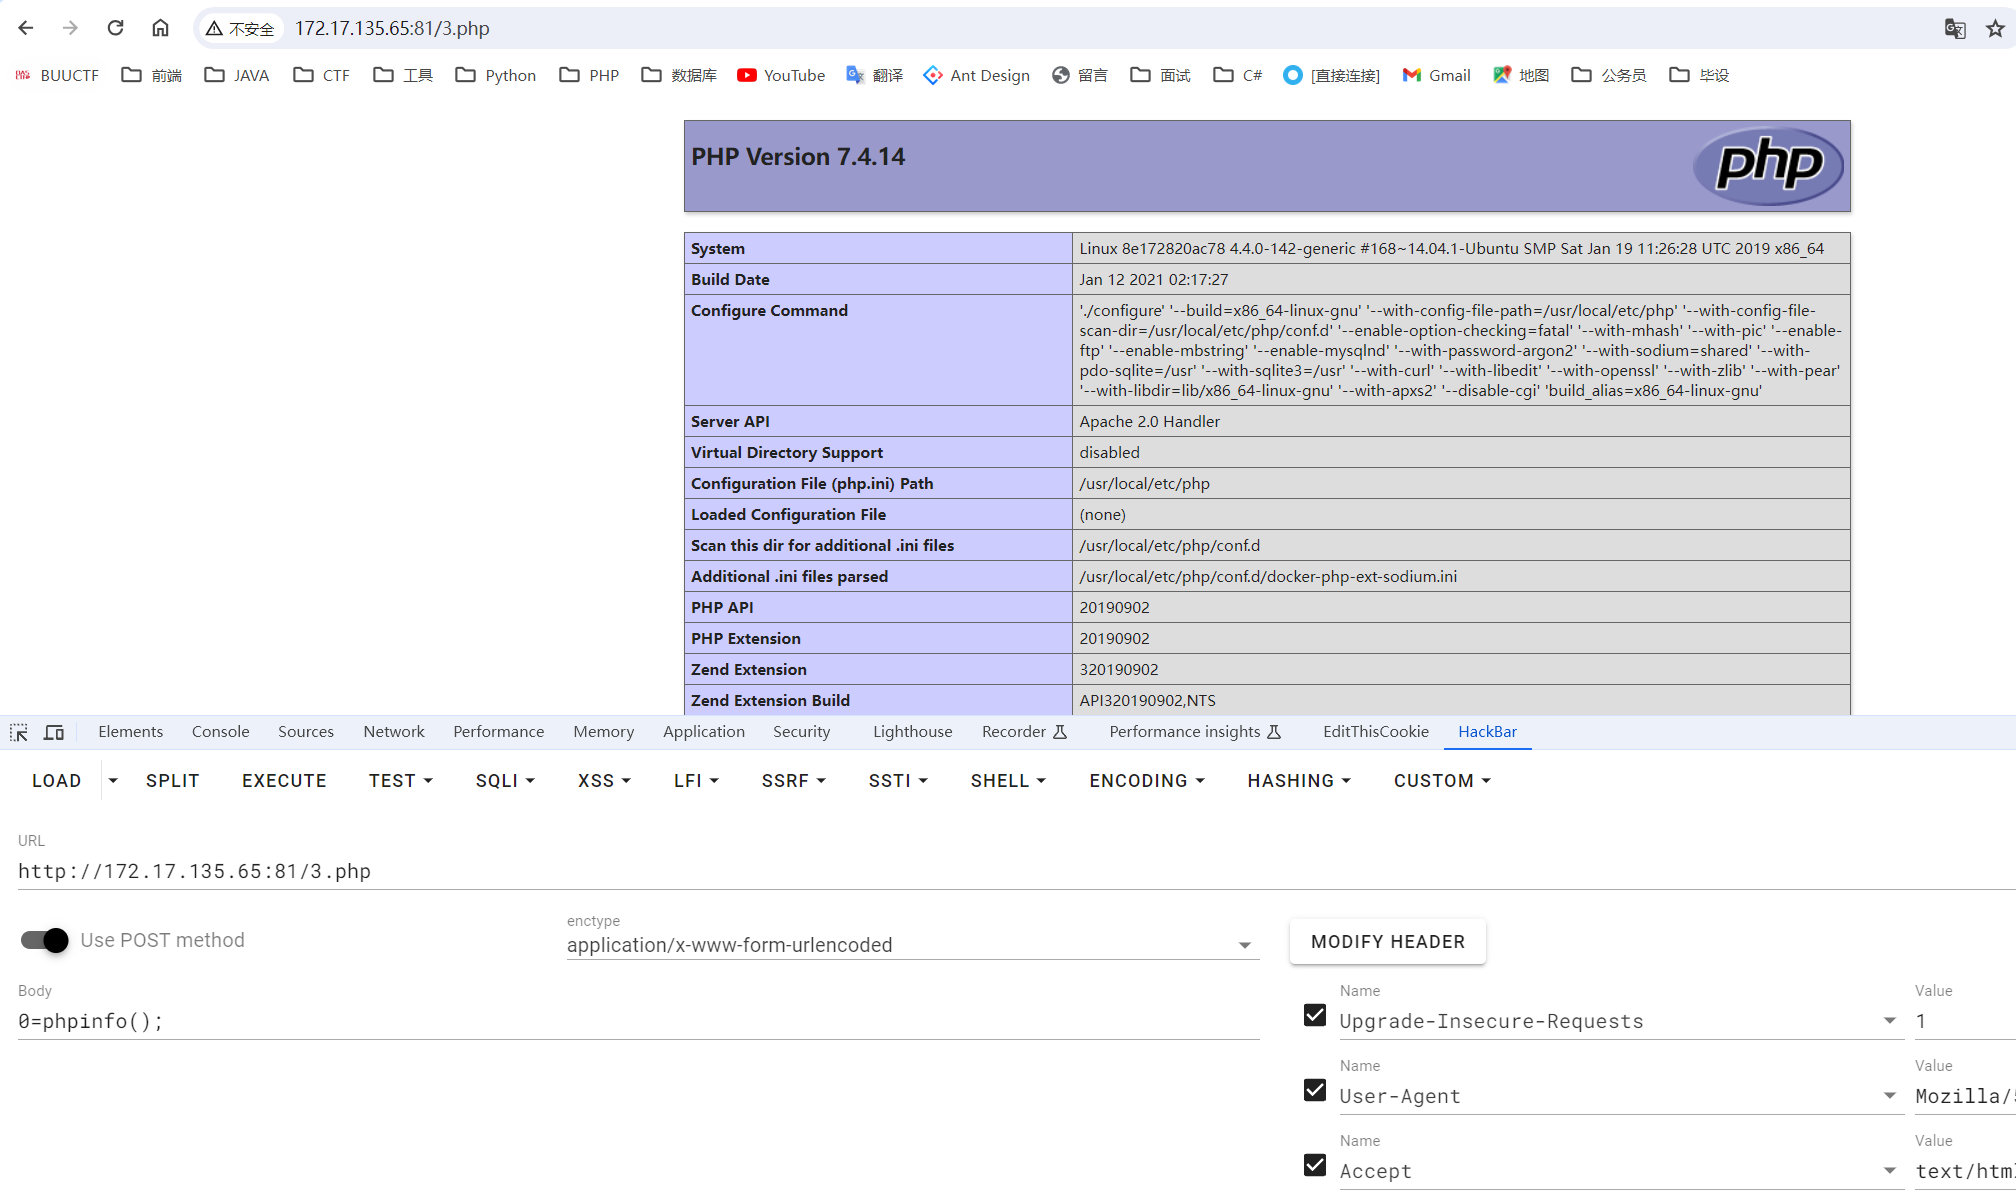 不安全 172.17.135.65:81/3.php
BUUCTF 前端 JAVA CTF 工具 Python PHP 数据库 YouTube 翻译 Ant Design 留言 面试 C# [直接连接] Gmail 地图 公务员 毕设
PHP Version 7.4.14
php
System Linux 8e172820ac78 4.4.0-142-generic #168~14.04.1-Ubuntu SMP Sat Jan 19 11:26:28 UTC 2019 x86_64
Build Date Jan 12 2021 02:17:27
Configure Command './configure' '--build=x86_64-linux-gnu' '--with-config-file-path=/usr/local/etc/php' '--with-config-file-
scan-dir=/usr/local/etc/php/conf.d' '--enable-option-checking=fatal' '--with-mhash' '--with-pic' '--enable-
ftp' '--enable-mbstring' '--enable-mysqlnd' '--with-password-argon2' '--with-sodium=shared' '--with-
pdo-sqlite=/usr' '--with-sqlite3=/usr' '--with-curl' '--with-libedit' '--with-openssl' '--with-zlib' '--with-pear'
'--with-libdir=lib/x86_64-linux-gnu' '--with-apxs2' '--disable-cgi' 'build_alias=x86_64-linux-gnu'
Server API Apache 2.0 Handler
Virtual Directory Support disabled
Configuration File (php.ini) Path /usr/local/etc/php
Loaded Configuration File (none)
Scan this dir for additional .ini files /usr/local/etc/php/conf.d
Additional .ini files parsed /usr/local/etc/php/conf.d/docker-php-ext-sodium.ini
PHP API 20190902
PHP Extension 20190902
Zend Extension 320190902
Zend Extension Build API320190902,NTS
Elements Console Sources Network Performance Memory Application Security Lighthouse Recorder Performance insights EditThisCookie HackBar
LOAD SPLIT EXECUTE TEST SQLI XSS LFI SSRF SSTI SHELL ENCODING HASHING CUSTOM
URL
http://172.17.135.65:81/3.php
Use POST method
enctype
application/x-www-form-urlencoded
MODIFY HEADER
Body
0=phpinfo();
Name Value
Upgrade-Insecure-Requests 1
Name Value
User-Agent Mozilla/
Name Value
Accept text/htm